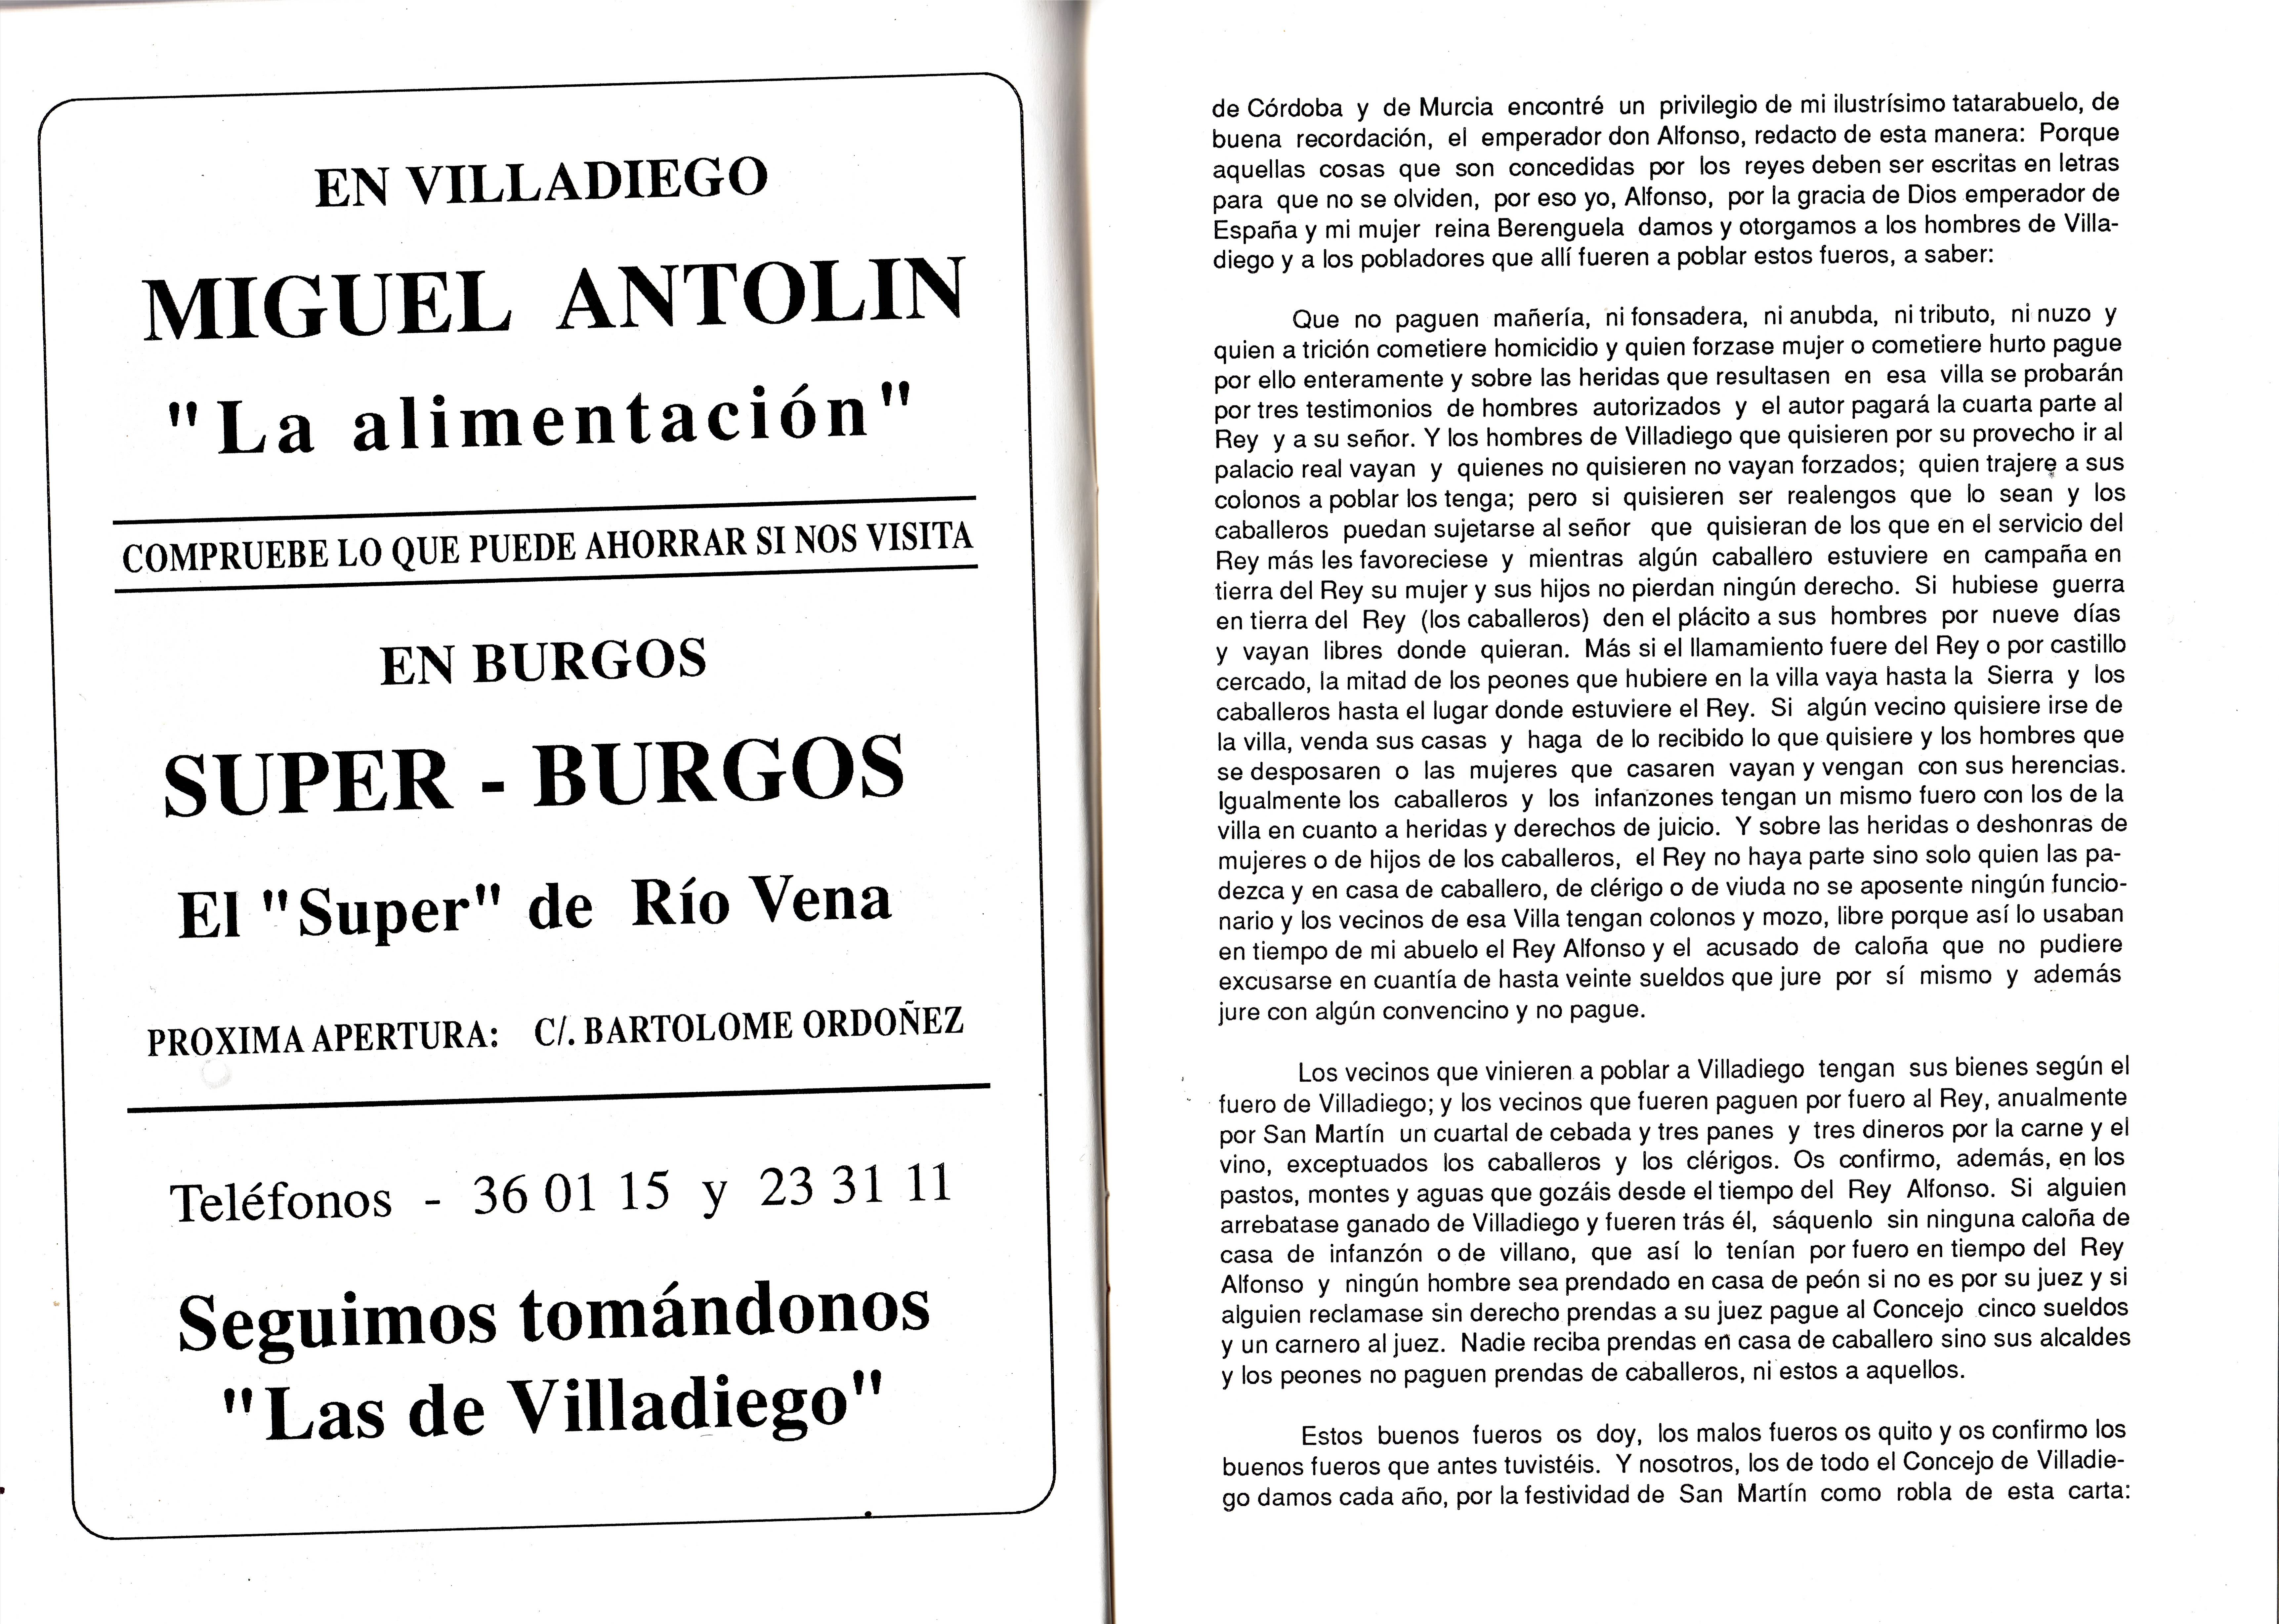 EN VILLADIEGO
MIGUEL ANTOLIN
"La alimentación"
COMPRUEBE LO QUE PUEDE AHORRAR SI NOS VISITA
EN BURGOS
SUPER - BURGOS
El "Super" de Río Vena
PROXIMA APERTURA: C/. BARTOLOME ORDOÑEZ
Teléfonos - 36 01 15 y 23 31 11
Seguimos tomándonos
"Las de Villadiego"
de Córdoba y de Murcia encontré un privilegio de mi ilustrísimo tatarabuelo, de
buena recordación, el emperador don Alfonso, redacto de esta manera: Porque
aquellas cosas que son concedidas por los reyes deben ser escritas en letras
para que no se olviden, por eso yo, Alfonso, por la gracia de Dios emperador de
España y mi mujer reina Berenguela damos y otorgamos a los hombres de Villa-
diego y a los pobladores que allí fueren a poblar estos fueros, a saber:
Que no paguen mañería, ni fonsadera, ni anubda, ni tributo, ni nuzo y
quien a trición cometiere homicidio y quien forzase mujer o cometiere hurto pague
por ello enteramente y sobre las heridas que resultasen en esa villa se probarán
por tres testimonios de hombres autorizados y el autor pagará la cuarta parte al
Rey y a su señor. Y los hombres de Villadiego que quisieren por su provecho ir al
palacio real vayan y quienes no quisieren no vayan forzados; quien trajere a sus
colonos a poblar los tenga; pero si quisieren ser realengos que lo sean y los
caballeros puedan sujetarse al señor que quisieran de los que en el servicio del
Rey más les favoreciese y mientras algún caballero estuviere en campaña en
tierra del Rey su mujer y sus hijos no pierdan ningún derecho. Si hubiese guerra
en tierra del Rey (los caballeros) den el plácito a sus hombres por nueve días
y vayan libres donde quieran. Más si el llamamiento fuere del Rey o por castillo
cercado, la mitad de los peones que hubiere en la villa vaya hasta la Sierra y los
caballeros hasta el lugar donde estuviere el Rey. Si algún vecino quisiere irse de
la villa, venda sus casas y haga de lo recibido lo que quisiere y los hombres que
se desposaren o las mujeres que casaren vayan y vengan con sus herencias.
Igualmente los caballeros y los infanzones tengan un mismo fuero con los de la
villa en cuanto a heridas y derechos de juicio. Y sobre las heridas o deshonras de
mujeres o de hijos de los caballeros, el Rey no haya parte sino solo quien las pa-
dezca y en casa de caballero, de clérigo o de viuda no se aposente ningún funcio-
nario y los vecinos de esa Villa tengan colonos y mozo, libre porque así lo usaban
en tiempo de mi abuelo el Rey Alfonso y el acusado de caloña que no pudiere
excusarse en cuantía de hasta veinte sueldos que jure por sí mismo y además
jure con algún convencino y no pague.
Los vecinos que vinieren a poblar a Villadiego tengan sus bienes según el
fuero de Villadiego; y los vecinos que fueren paguen por fuero al Rey, anualmente
por San Martín un cuartal de cebada y tres panes y tres dineros por la carne y el
vino, exceptuados los caballeros y los clérigos. Os confirmo, además, en los
pastos, montes y aguas que gozáis desde el tiempo del Rey Alfonso. Si alguien
arrebatase ganado de Villadiego y fueren trás él, sáquenlo sin ninguna caloña de
casa de infanzón o de villano, que así lo tenían por fuero en tiempo del Rey
Alfonso y ningún hombre sea prendado en casa de peón si no es por su juez y si
alguien reclamase sin derecho prendas a su juez pague al Concejo cinco sueldos
y un carnero al juez. Nadie reciba prendas en casa de caballero sino sus alcaldes
y los peones no paguen prendas de caballeros, ni estos a aquellos.
Estos buenos fueros os doy, los malos fueros os quito y os confirmo los
buenos fueros que antes tuvistéis. Y nosotros, los de todo el Concejo de Villadie-
go damos cada año, por la festividad de San Martín como robla de esta carta: